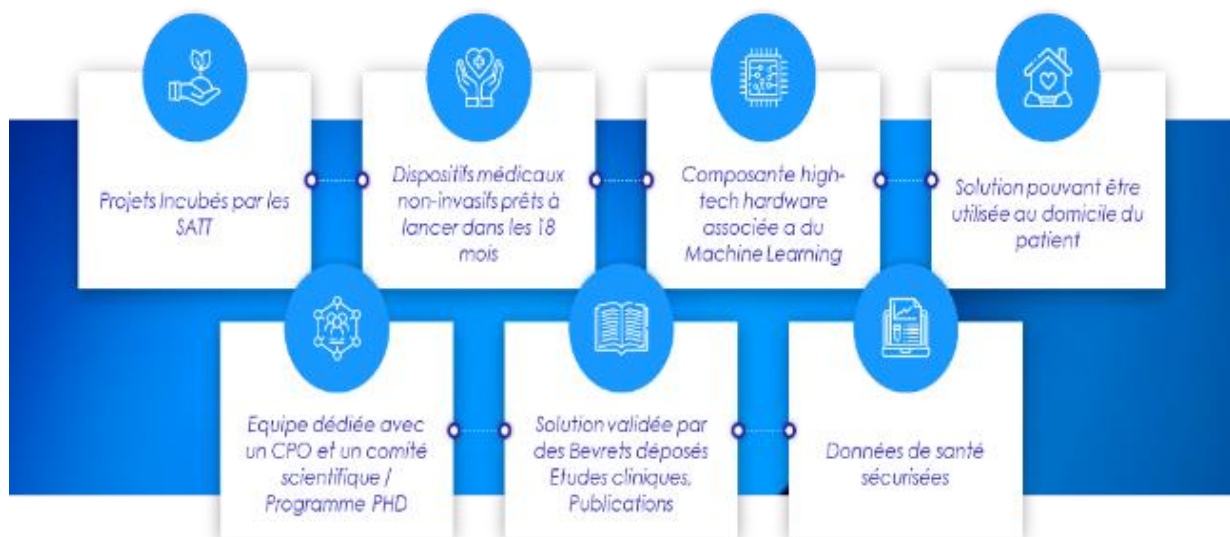 Projets Incubés par les
SATT
Dispositifs médicaux
non-invasifs prêts à
lancer dans les 18
mois
Composante high-
tech hardware
associée a du
Machine Learning
Solution pouvant être
utilisée au domicile du
patient
Equipe dédiée avec
un CPO et un comité
scientifique /
Programme PHD
Solution validée par
des Bevrets déposés
Etudes cliniques,
Publications
Données de santé
sécurisées